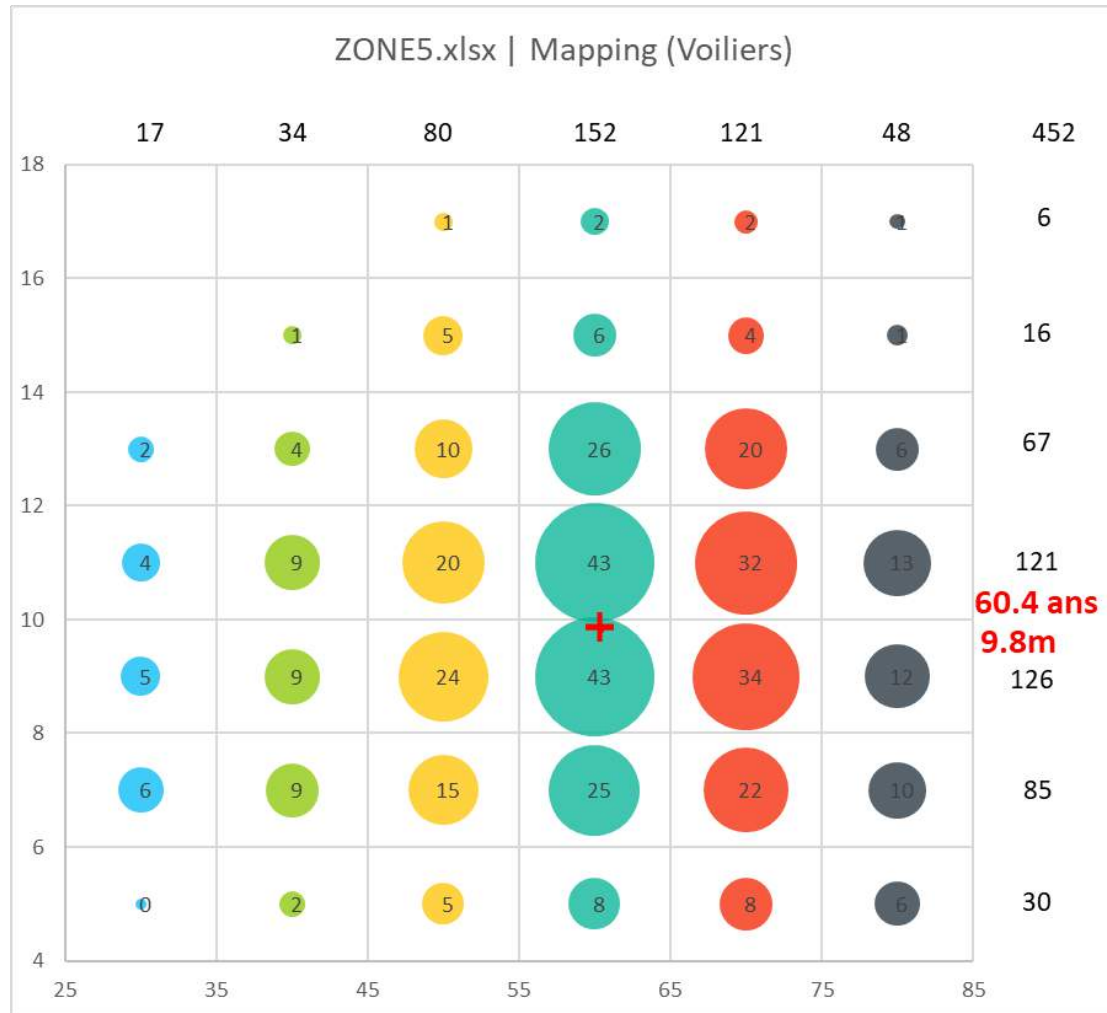 ZONE5.xlsx | Mapping (Voiliers)
17 34 80 152 121 48 452
18
1 2 2 1 6
16
1 5 6 4 1 16
14
2 4 10 26 20 6 67
12
4 9 20 43 32 13 121
10 60.4 ans
9.8m
5 9 24 43 34 12 126
8
6 9 15 25 22 10 85
6
0 2 5 8 8 6 30
4
25 35 45 55 65 75 85